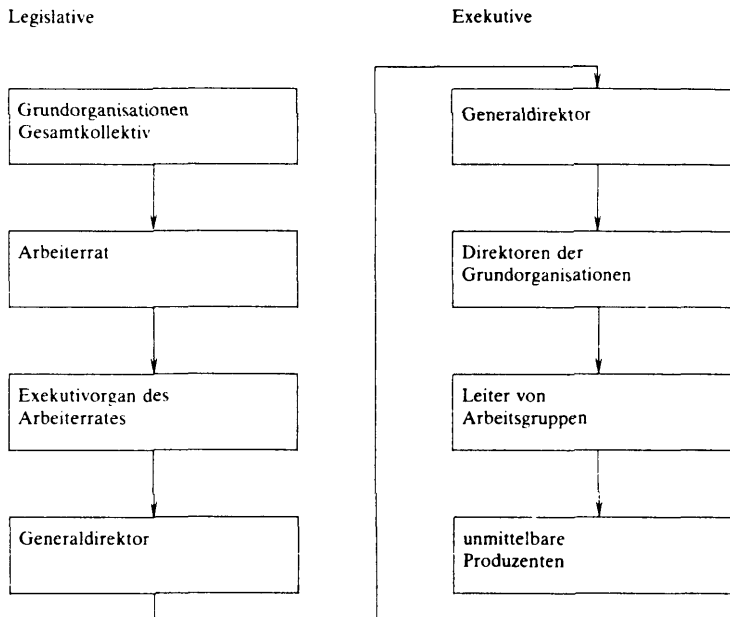 Legislative
Grundorganisationen
Gesamtkollektiv
Arbeiterrat
Exekutivorgan des
Arbeiterrates
Generaldirektor
Exekutive
Generaldirektor
Direktoren der
Grundorganisationen
Leiter von
Arbeitsgruppen
unmittelbare
Produzenten